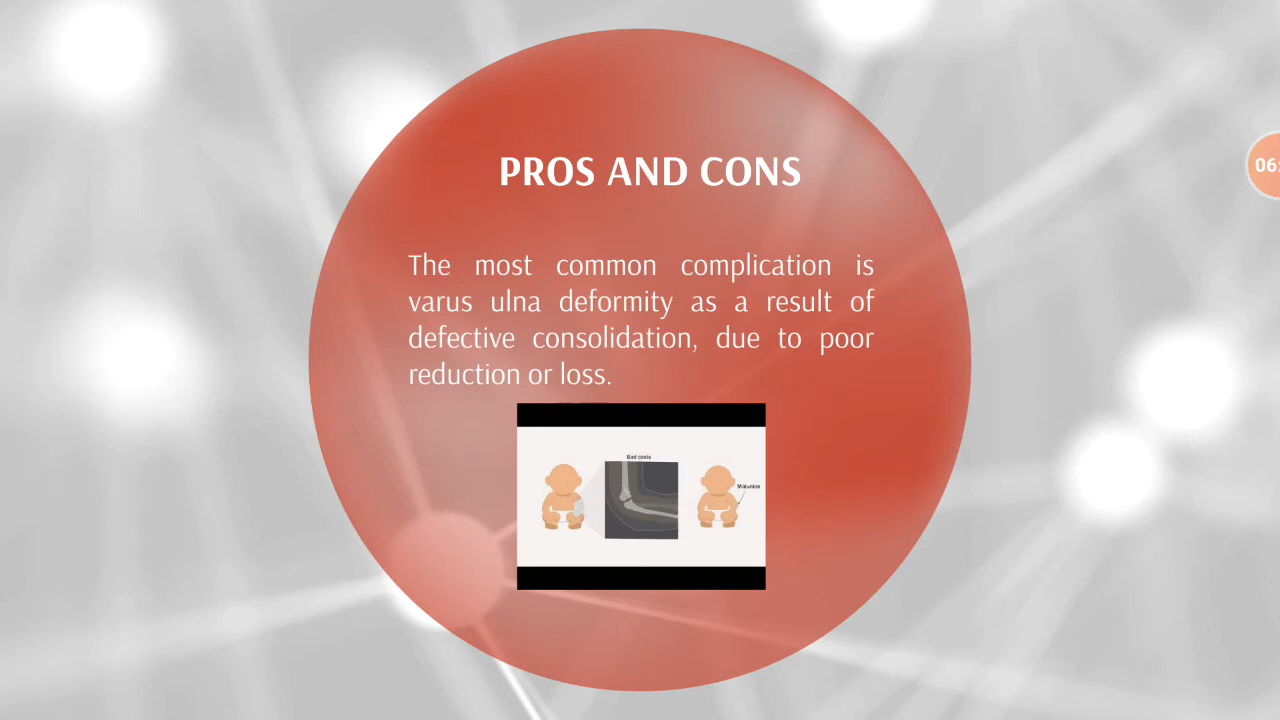 PROS AND CONS
The most common complication is
varus ulna deformity as a result of
defective consolidation, due to poor
reduction or loss.
Bad casts
Malunion
06: